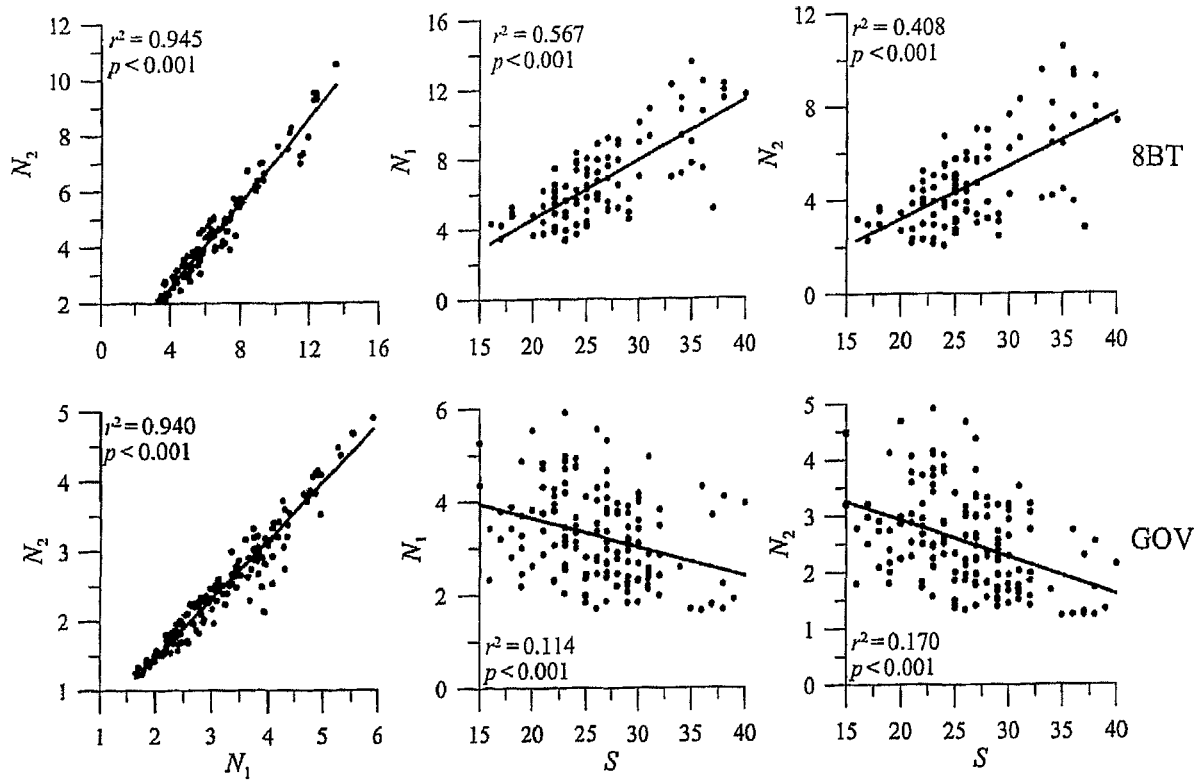 12
10
8
6
4
2
N2
r² = 0.945
p < 0.001
0
4
8
12
16
16
12
8
4
0
N1
r² = 0.567
p < 0.001
15
20
25
30
35
40
12
8
4
0
N2
r² = 0.408
p < 0.001
15
20
25
30
35
40
8BT
5
4
3
2
1
N2
r² = 0.940
p < 0.001
1
2
3
4
5
6
N1
6
4
2
0
N1
r² = 0.114
p < 0.001
15
20
25
30
35
40
S
5
4
3
2
1
0
N2
r² = 0.170
p < 0.001
15
20
25
30
35
40
S
GOV